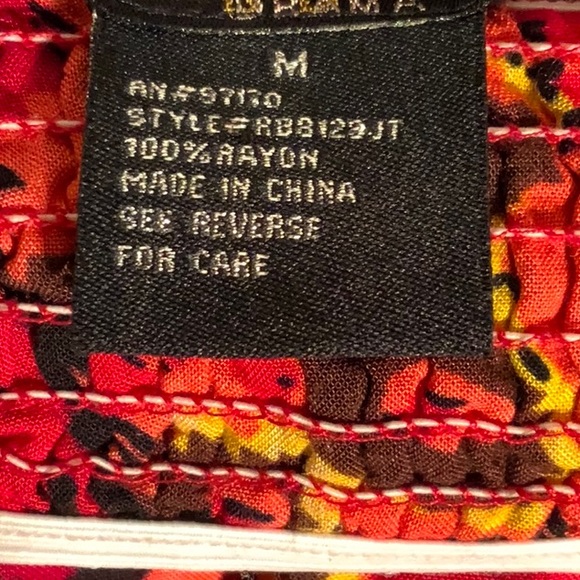 M
RN#97170
STYLE#RB8129JT
100%RAYON
MADE IN CHINA
SEE REVERSE
FOR CARE